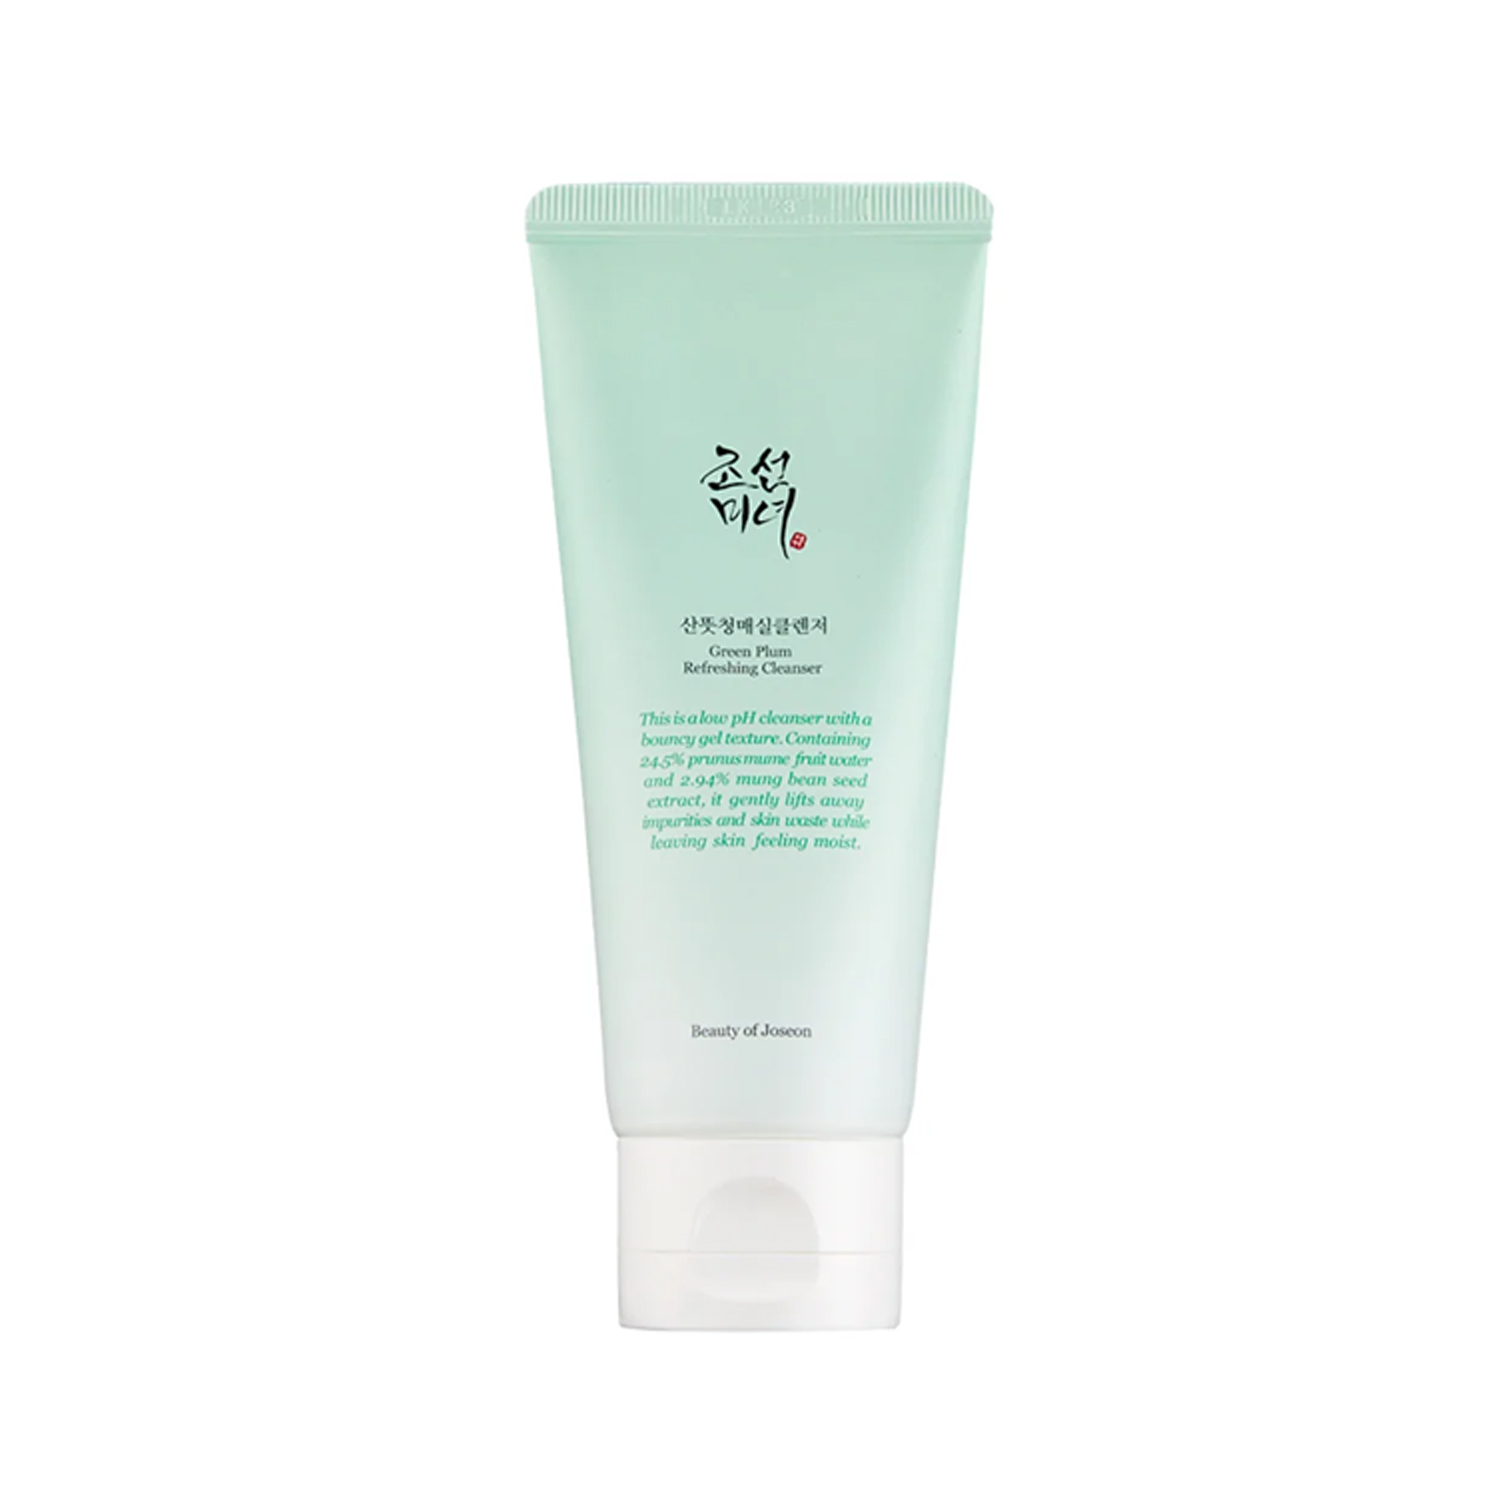 조선
미녀
산뜻청매실클렌저
Green Plum
Refreshing Cleanser
This is a low pH cleanser with a
bouncy gel texture. Containing
24.5% prunus mume fruit water
and 2.94% mung bean seed
extract, it gently lifts away
impurities and skin waste while
leaving skin feeling moist.
Beauty of Joseon